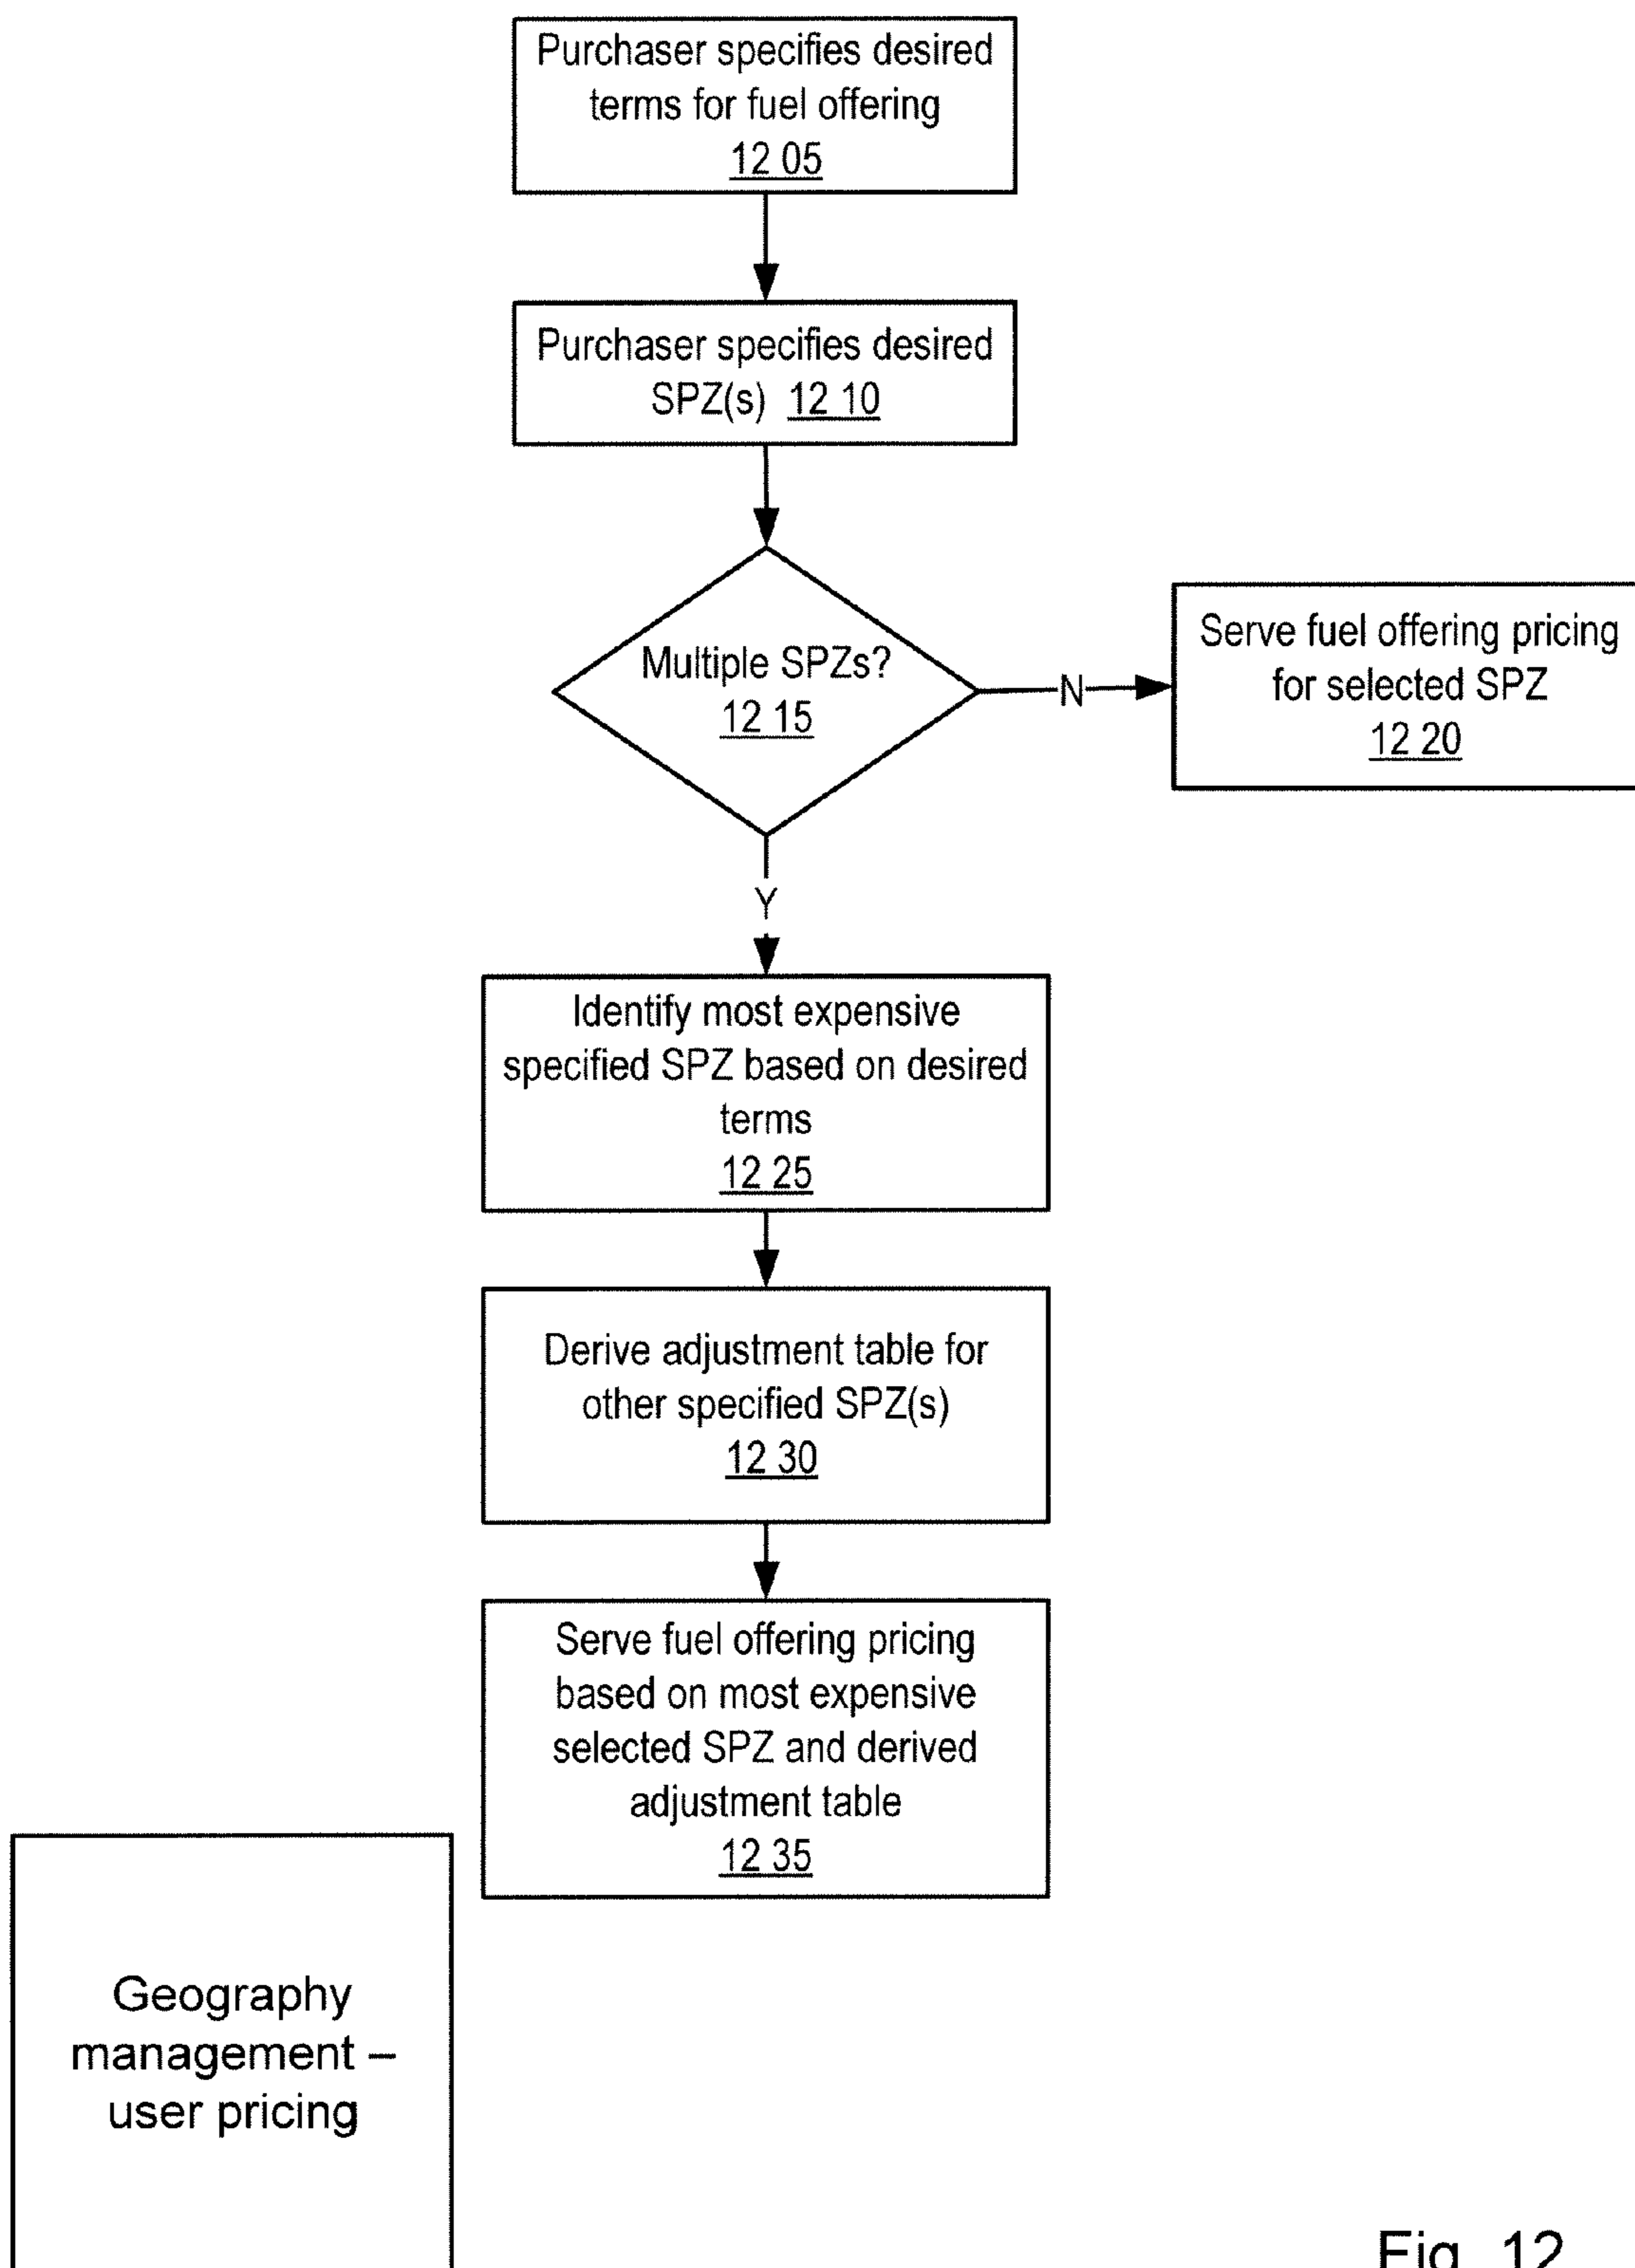 Purchaser specifies desired
terms for fuel offering
12 05
Purchaser specifies desired
SPZ(s) 12 10
Multiple SPZs?
12 15
N
Serve fuel offering pricing
for selected SPZ
12 20
Y
Identify most expensive
specified SPZ based on desired
terms
12 25
Derive adjustment table for
other specified SPZ(s)
12 30
Serve fuel offering pricing
based on most expensive
selected SPZ and derived
adjustment table
12 35
Geography
management –
user pricing
Fig. 12